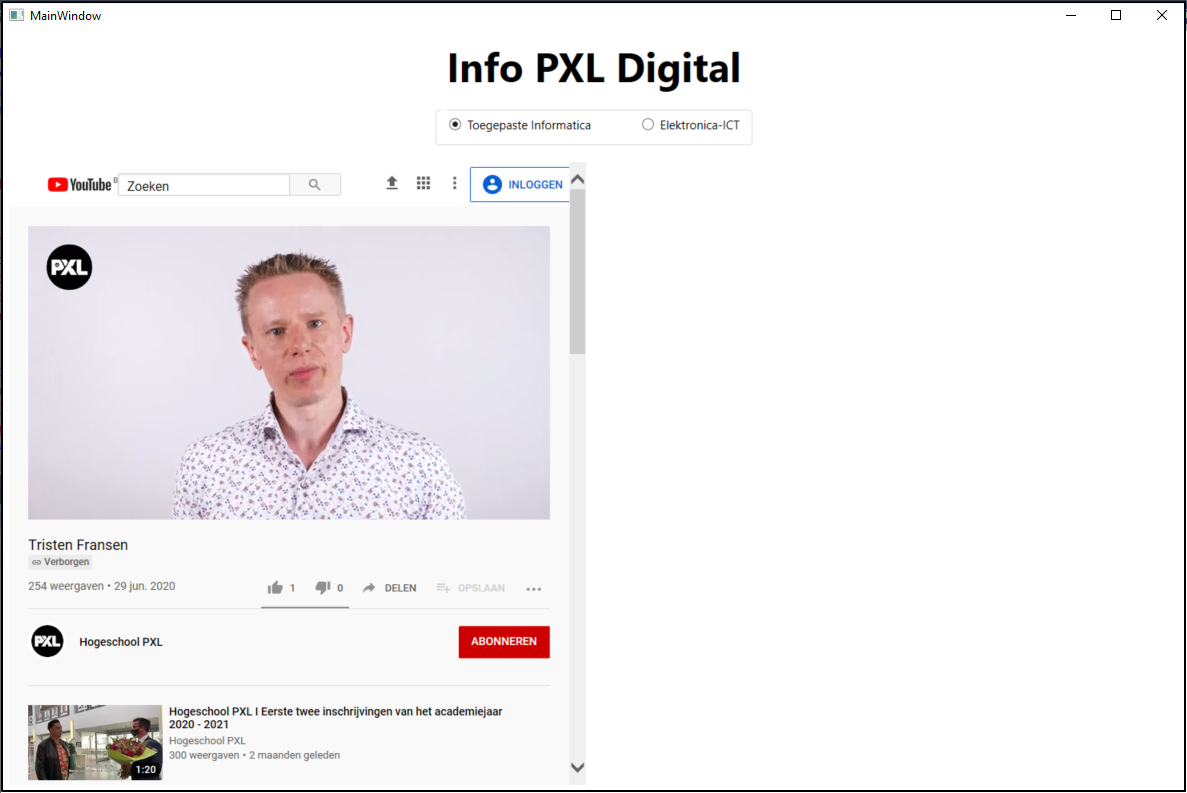 MainWindow
Info PXL Digital
Toegepaste Informatica Elektronica-ICT
YouTube B Zoeken INLOGGEN
PXL
Tristen Fransen
Verborgen
254 weergaven • 29 jun. 2020 1 0 DELEN OPSLAAN
PXL Hogeschool PXL ABONNEREN
Hogeschool PXL I Eerste twee inschrijvingen van het academiejaar
2020 - 2021
Hogeschool PXL
300 weergaven • 2 maanden geleden
1:20